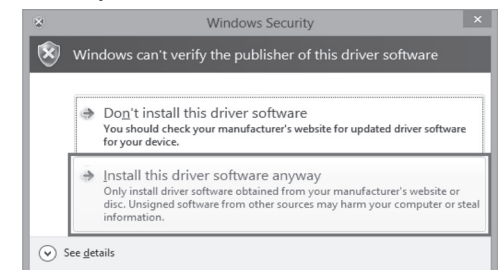 Windows Security
Windows can't verify the publisher of this driver software
Don't install this driver software
You should check your manufacturer's website for updated driver software
for your device.
Install this driver software anyway
Only install driver software obtained from your manufacturer's website or
disc. Unsigned software from other sources may harm your computer or steal
information.
See details